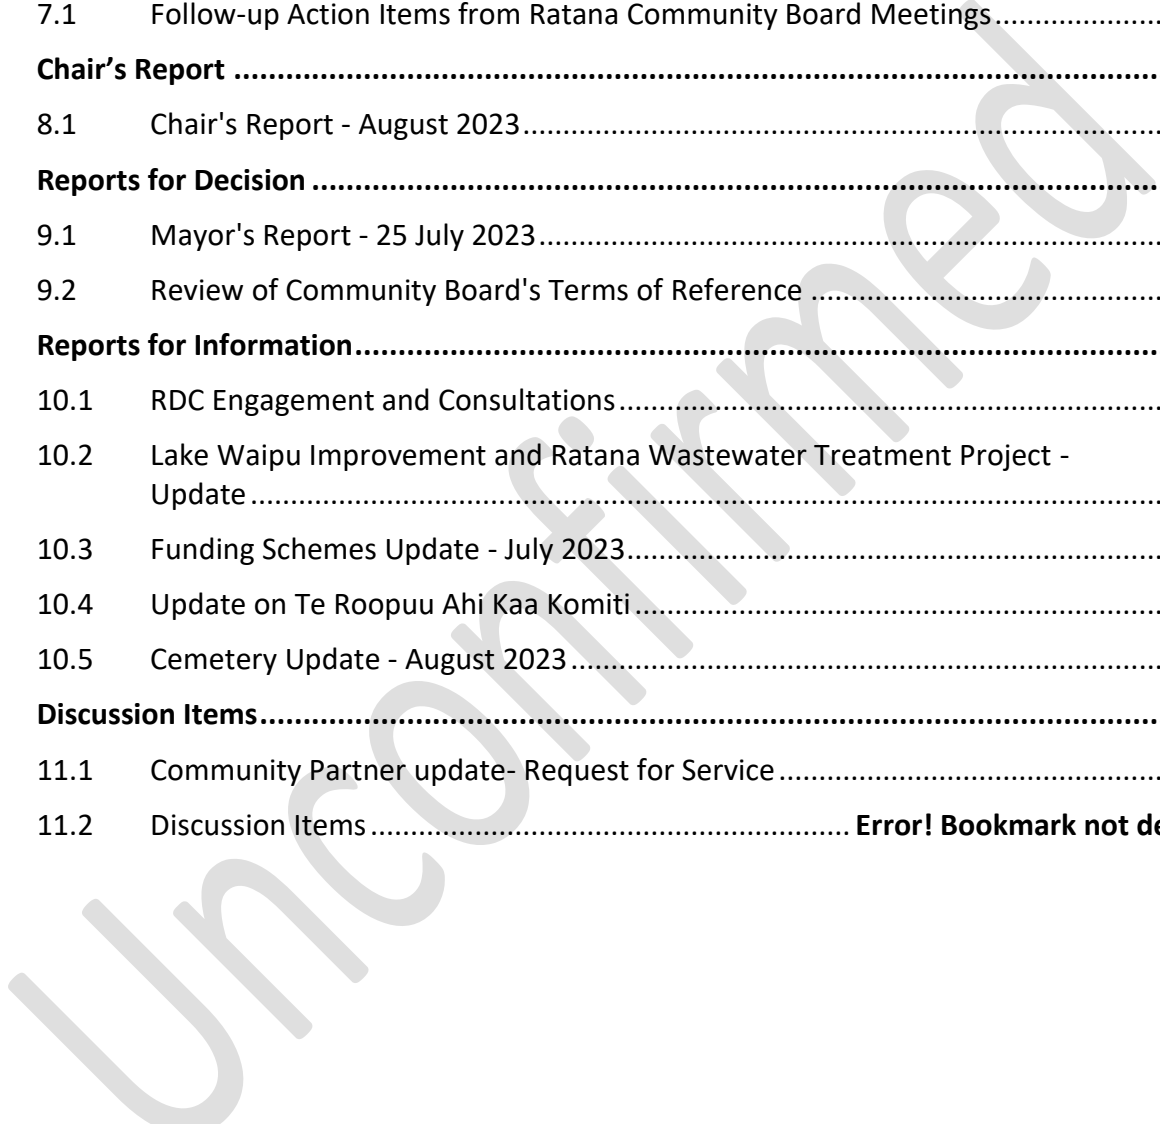 7.1 Follow-up Action Items from Ratana Community Board Meetings
Chair’s Report
8.1 Chair's Report - August 2023
Reports for Decision
9.1 Mayor's Report - 25 July 2023
9.2 Review of Community Board's Terms of Reference
Reports for Information
10.1 RDC Engagement and Consultations
10.2 Lake Waipu Improvement and Ratana Wastewater Treatment Project -
Update
10.3 Funding Schemes Update - July 2023
10.4 Update on Te Roopuu Ahi Kaa Komiti
10.5 Cemetery Update - August 2023
Discussion Items
11.1 Community Partner update- Request for Service
11.2 Discussion Items Error! Bookmark not
Unconfirmed